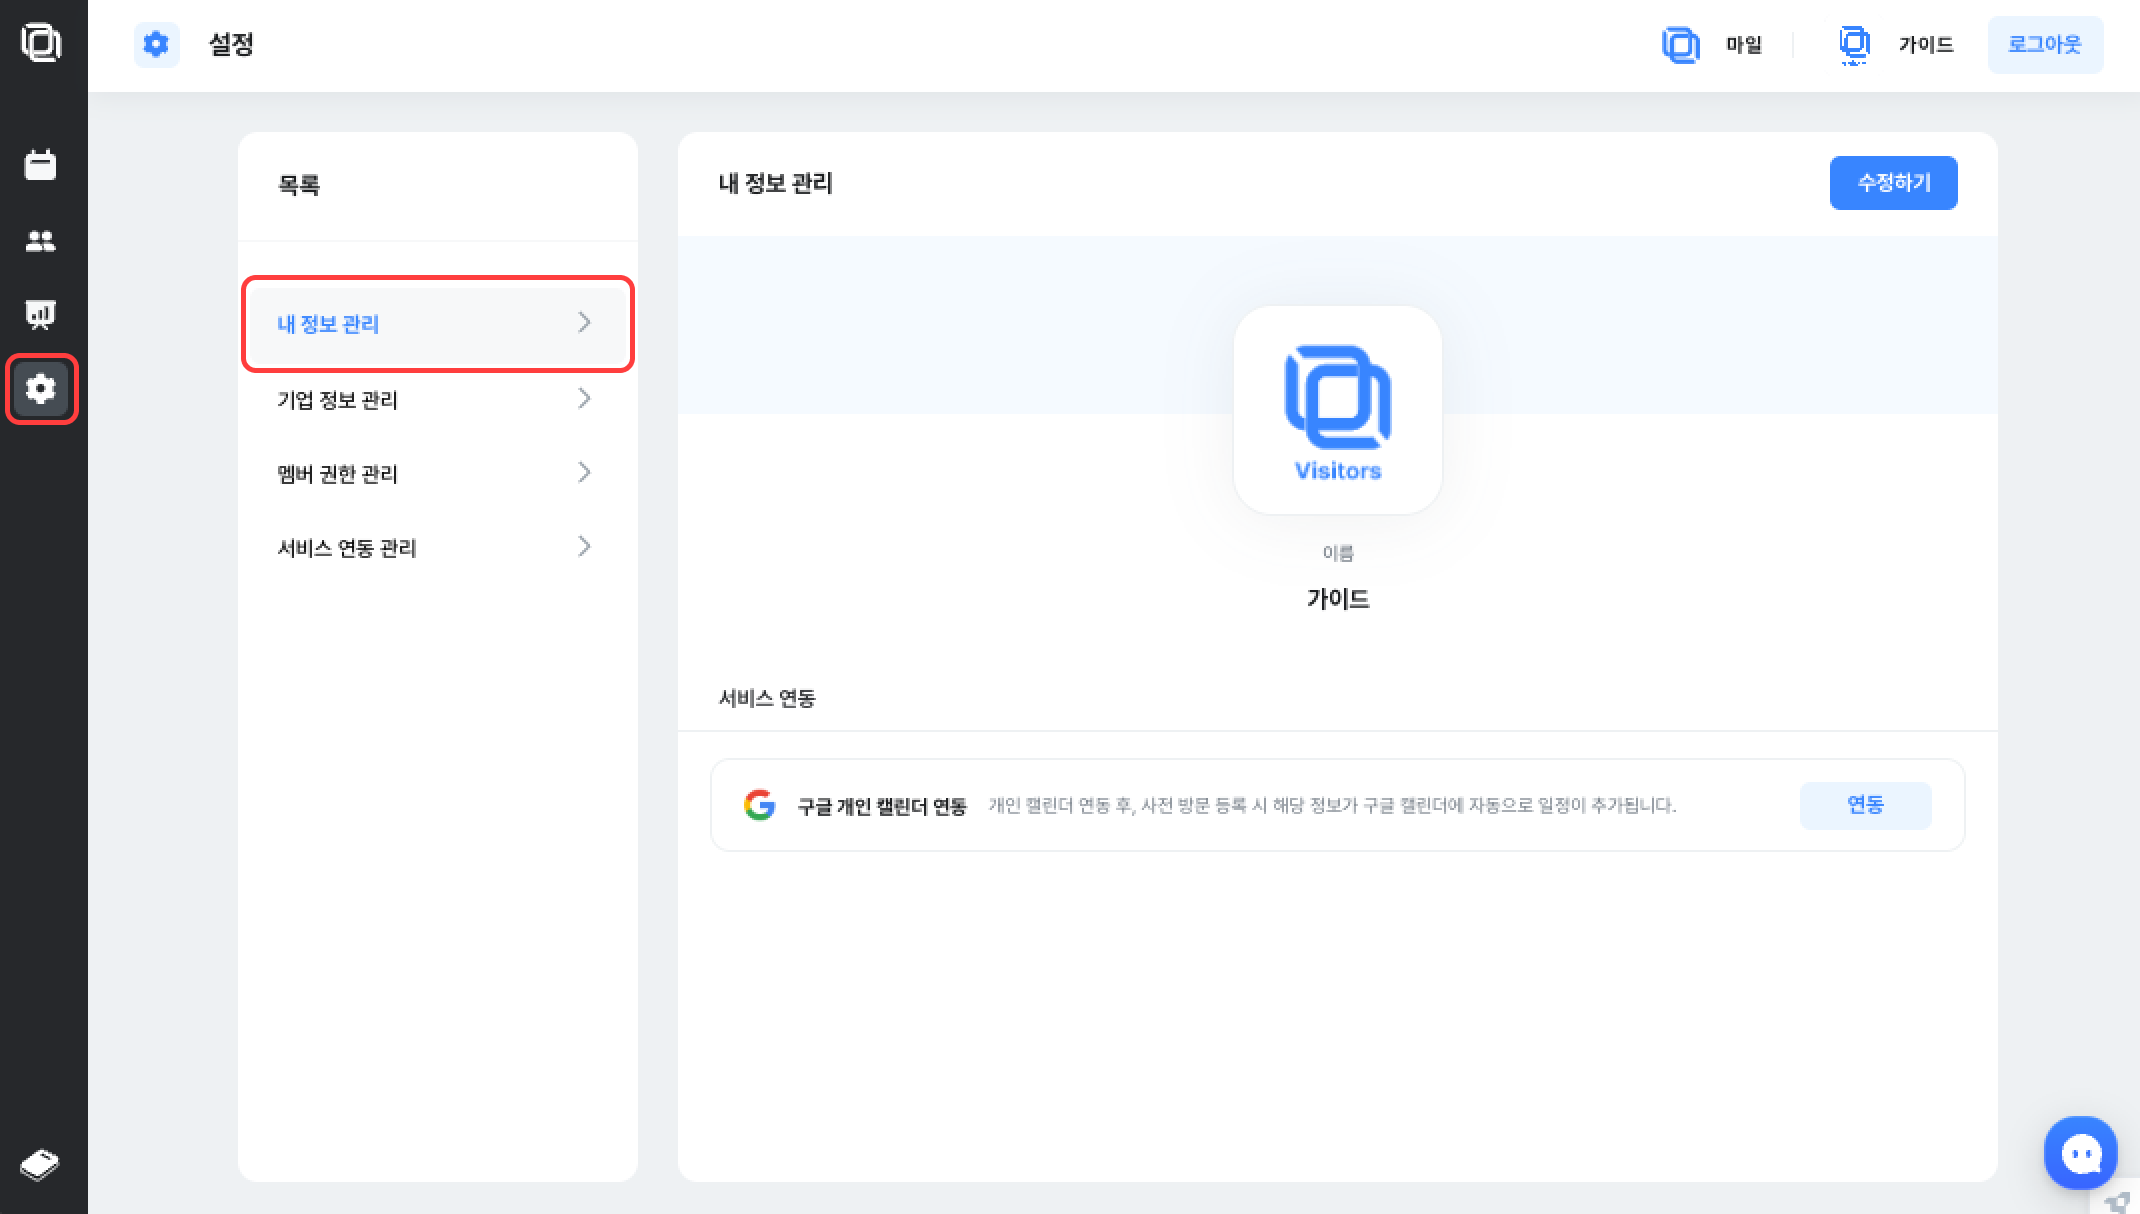 설정
마일
가이드
로그아웃
목록
내 정보 관리
기업 정보 관리
멤버 권한 관리
서비스 연동 관리
내 정보 관리
수정하기
Visitors
이름
가이드
서비스 연동
구글 개인 캘린더 연동 개인 캘린더 연동 후, 사전 방문 등록 시 해당 정보가 구글 캘린더에 자동으로 일정이 추가됩니다.
연동